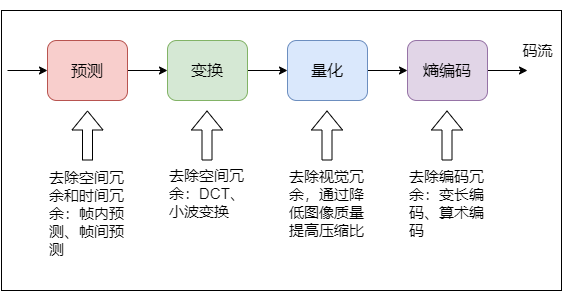 码流
预测
变换
量化
熵编码
去除空间冗
余和时间冗
余：帧内预
测、帧间预
测
去除空间冗
余：DCT、
小波变换
去除视觉冗
余，通过降
低图像质量
提高压缩比
去除编码冗
余：变长编
码、算术编
码